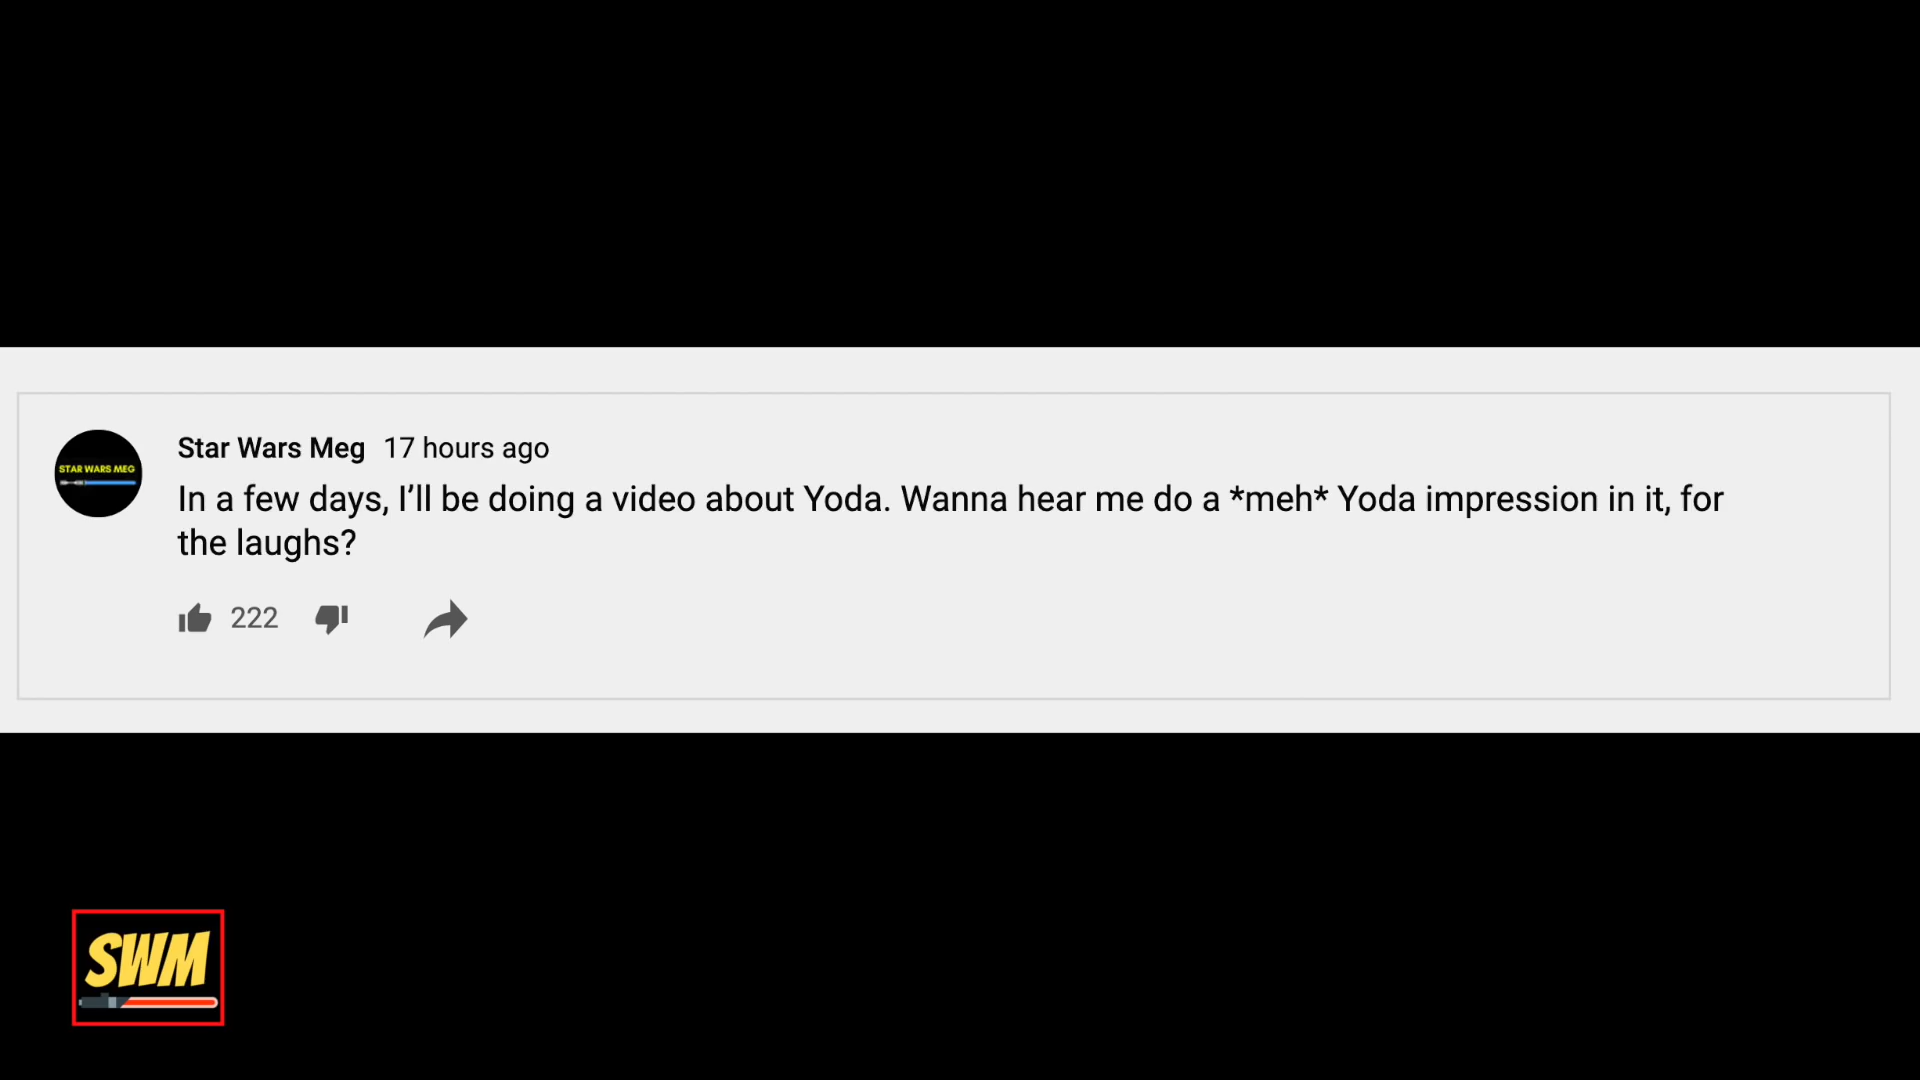 Star Wars Meg 17 hours ago
STAR WARS MEG
In a few days, I’ll be doing a video about Yoda. Wanna hear me do a *meh* Yoda impression in it, for
the laughs?
222
SWM